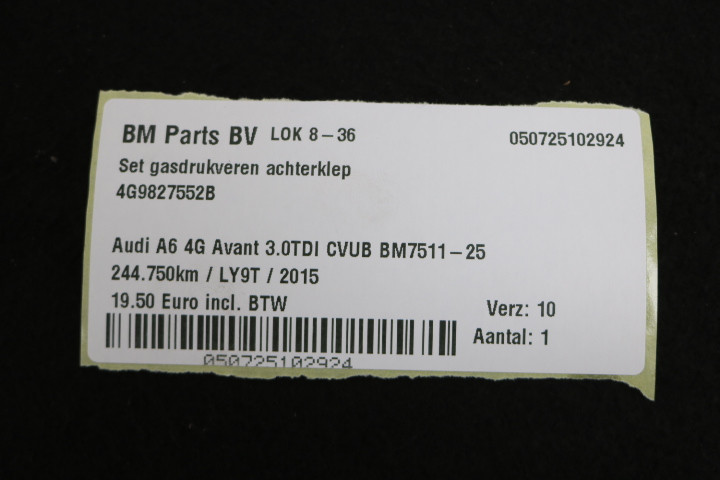 BM Parts BV LOK 8-36 050725102924
Set gasdrukveren achterklep
4G9827552B
Audi A6 4G Avant 3.0TDI CVUB BM7511-25
244.750km / LY9T / 2015
19.50 Euro incl. BTW Verz: 10
Aantal: 1
050725102924